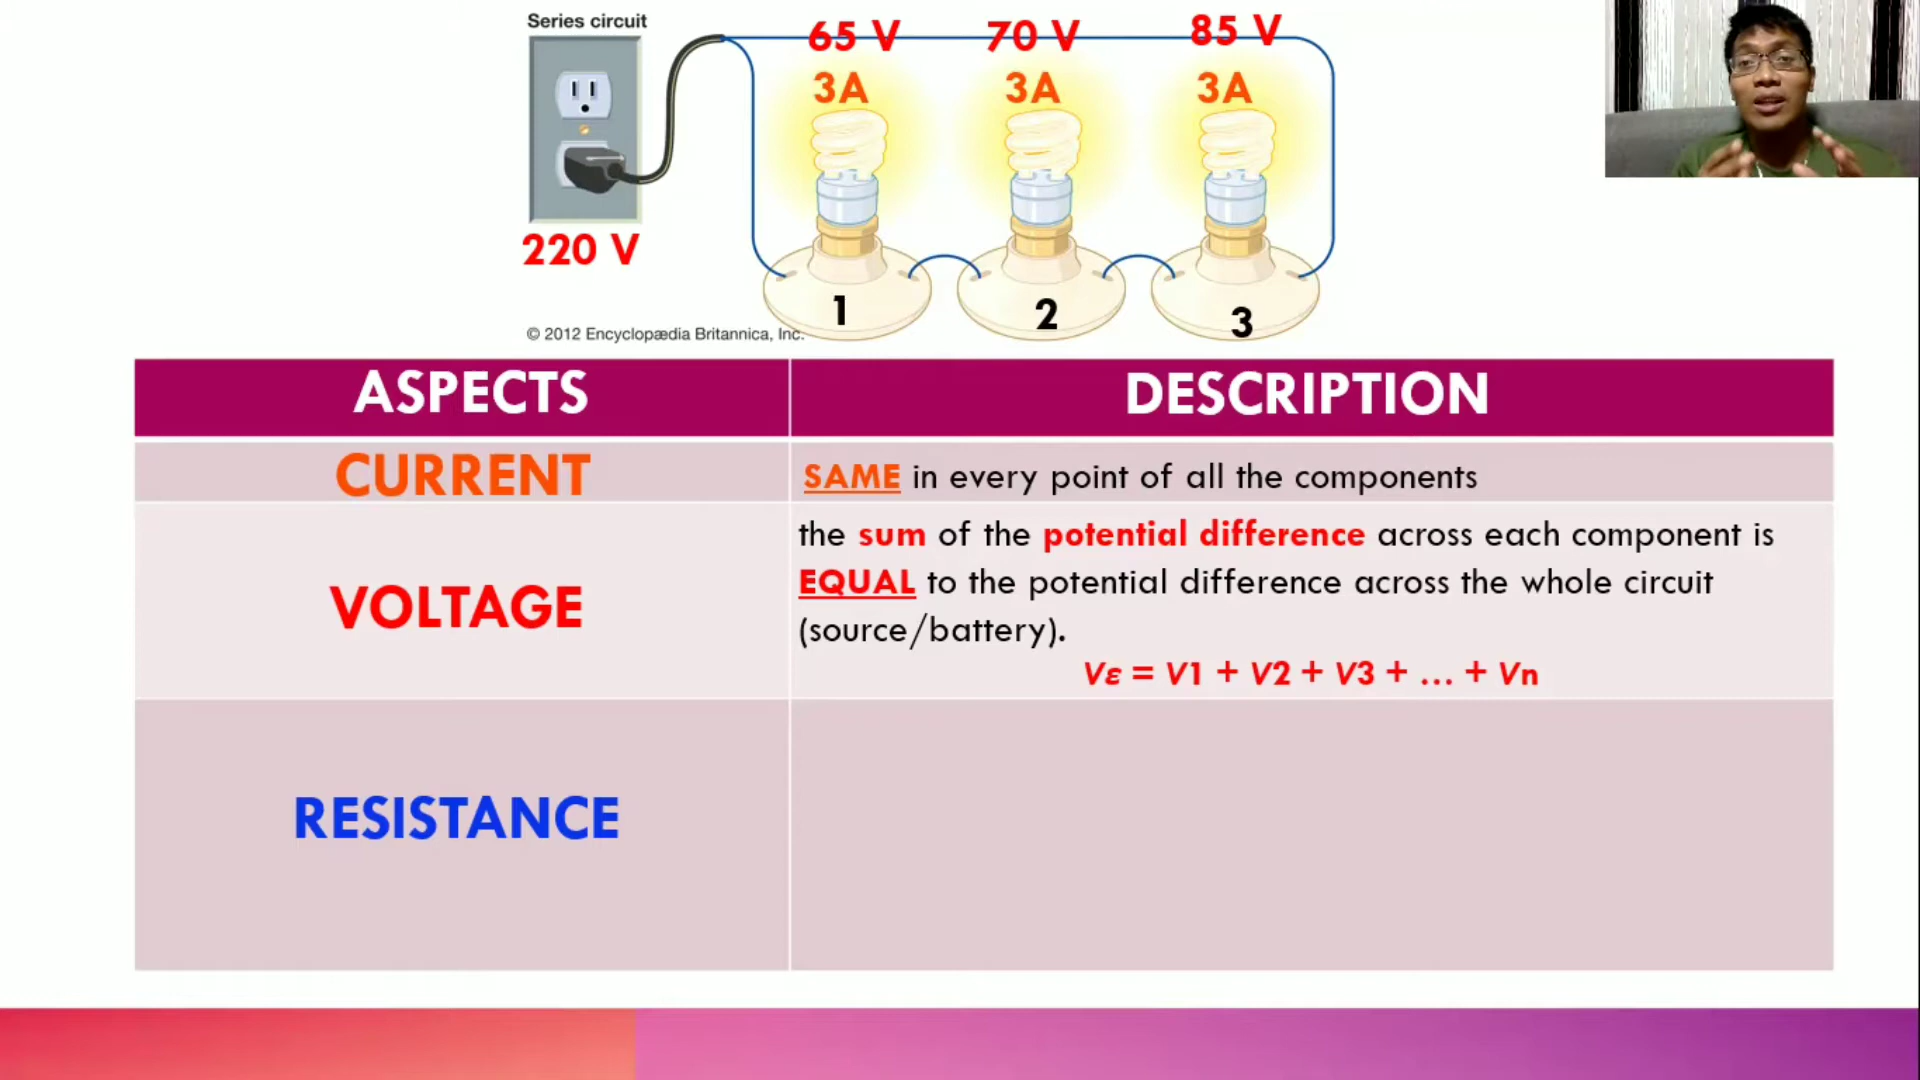 Series circuit
65 V
70 V
85 V
3A
3A
3A
220 V
1
2
3
© 2012 Encyclopædia Britannica, Inc.
ASPECTS
DESCRIPTION
CURRENT
SAME in every point of all the components
VOLTAGE
the sum of the potential difference across each component is
EQUAL to the potential difference across the whole circuit
(source/battery).
Vε = V1 + V2 + V3 + ... + Vn
RESISTANCE